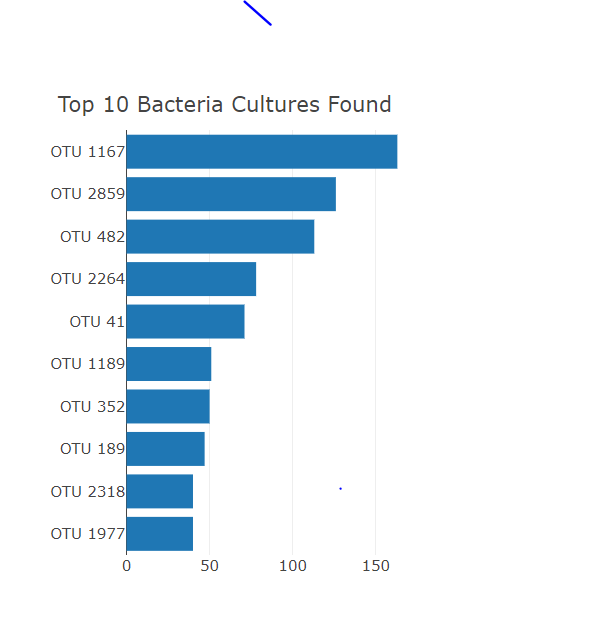 Top 10 Bacteria Cultures Found
OTU 1167
OTU 2859
OTU 482
OTU 2264
OTU 41
OTU 1189
OTU 352
OTU 189
OTU 2318
OTU 1977
0 50 100 150